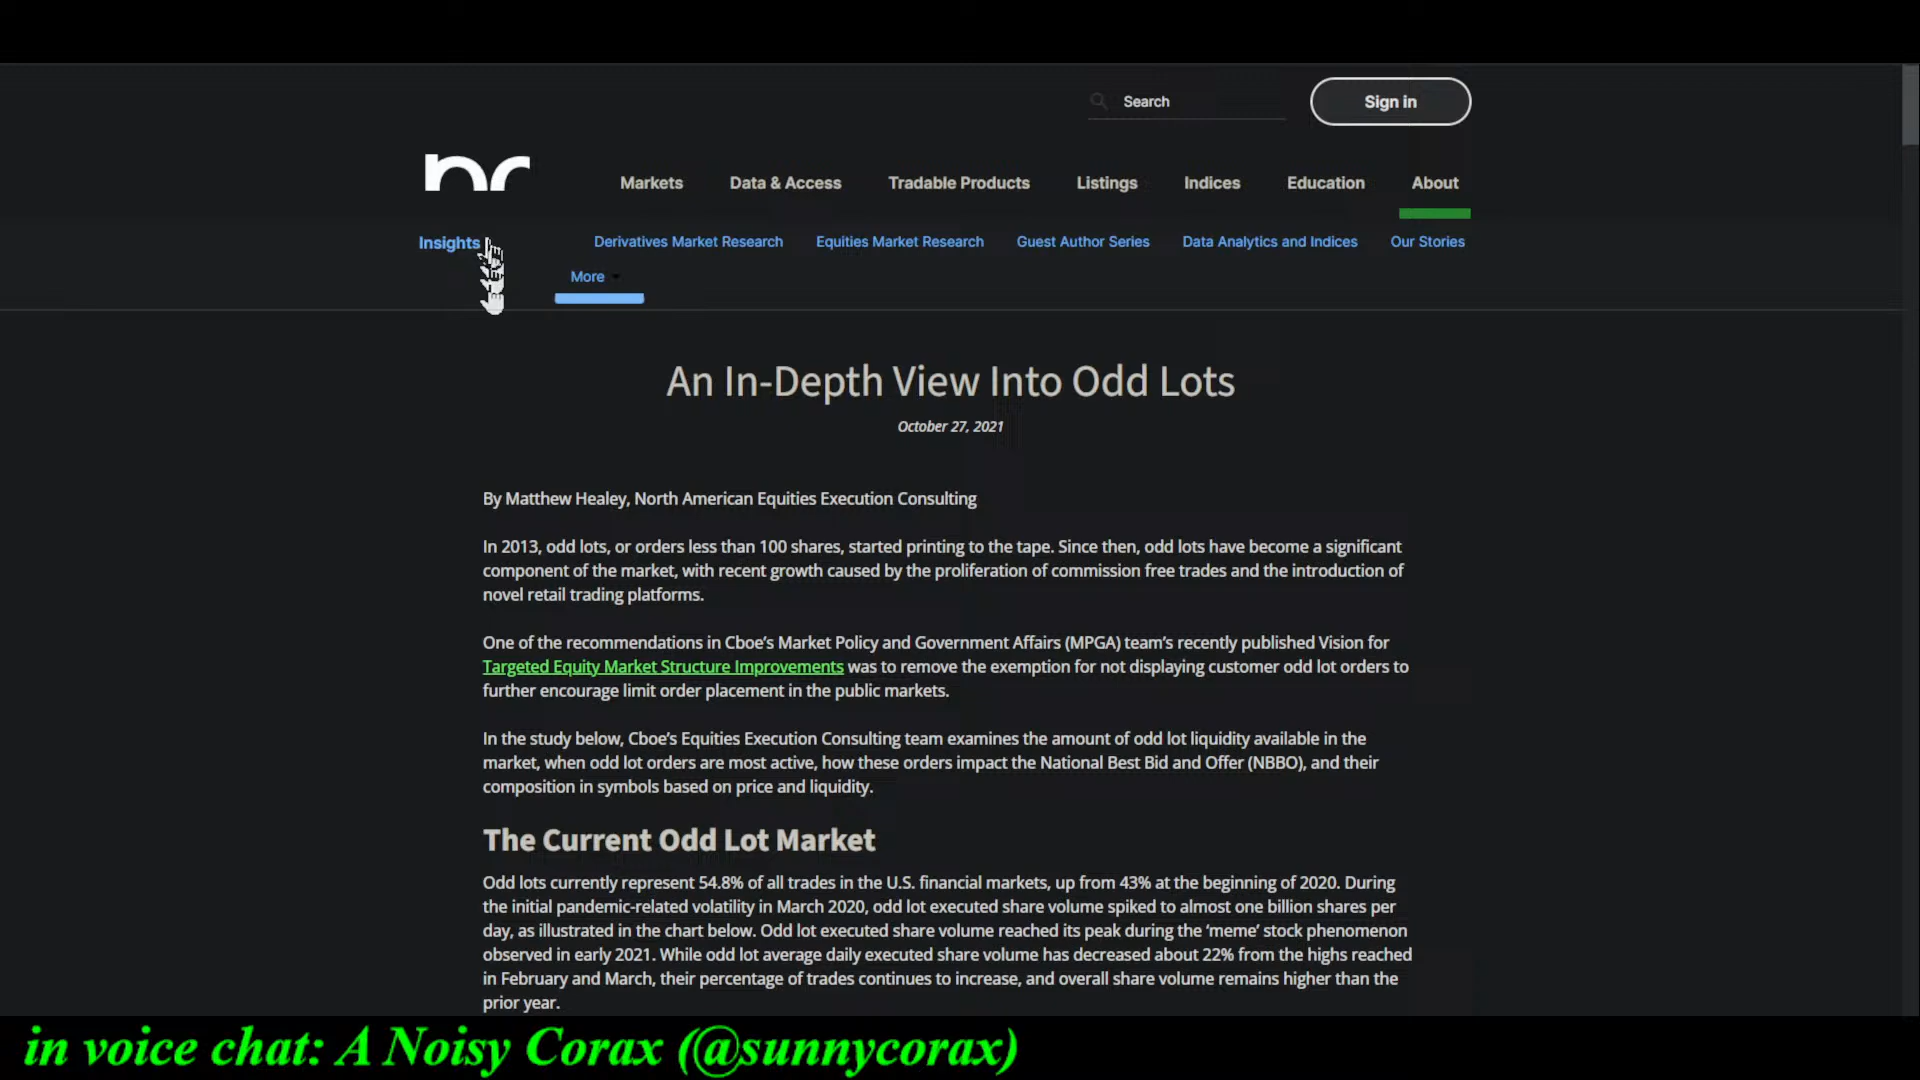 Search
Sign in
Markets Data & Access Tradable Products Listings Indices Education About
Insights Derivatives Market Research Equities Market Research Guest Author Series Data Analytics and Indices Our Stories
More
An In-Depth View Into Odd Lots
October 27, 2021
By Matthew Healey, North American Equities Execution Consulting
In 2013, odd lots, or orders less than 100 shares, started printing to the tape. Since then, odd lots have become a significant
component of the market, with recent growth caused by the proliferation of commission free trades and the introduction of
novel retail trading platforms.
One of the recommendations in Cboe’s Market Policy and Government Affairs (MPGA) team’s recently published Vision for
Targeted Equity Market Structure Improvements was to remove the exemption for not displaying customer odd lot orders to
further encourage limit order placement in the public markets.
In the study below, Cboe’s Equities Execution Consulting team examines the amount of odd lot liquidity available in the
market, when odd lot orders are most active, how these orders impact the National Best Bid and Offer (NBBO), and their
composition in symbols based on price and liquidity.
The Current Odd Lot Market
Odd lots currently represent 54.8% of all trades in the U.S. financial markets, up from 43% at the beginning of 2020. During
the initial pandemic-related volatility in March 2020, odd lot executed share volume spiked to almost one billion shares per
day, as illustrated in the chart below. Odd lot executed share volume reached its peak during the ‘meme’ stock phenomenon
observed in early 2021. While odd lot average daily executed share volume has decreased about 22% from the highs reached
in February and March, their percentage of trades continues to increase, and overall share volume remains higher than the
prior year.
in voice chat: A Noisy Corax (@sunnycorax)